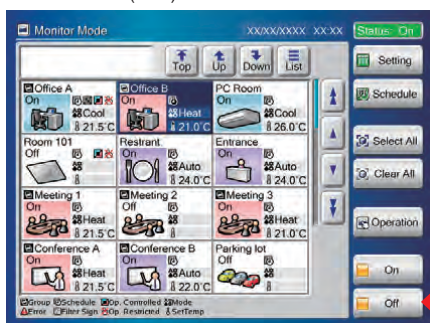 Monitor Mode XX/XX/XXXX XX:XX Status: On
Top Up Down List
Setting
Schedule
Select All
Clear All
Operation
On
Off
Office A
On
Cool
21.5°C
Office B
On
Heat
21.0°C
PC Room
On
Cool
26.0°C
Room 101
Off
Restrant
On
Auto
24.0°C
Entrance
On
Auto
24.0°C
Meeting 1
On
Heat
21.5°C
Meeting 2
Off
Meeting 3
On
Heat
21.0°C
Conference A
On
Heat
21.5°C
Conference B
On
Auto
22.0°C
Parking lot
Off
Group Schedule Op. Controlled Mode
Error Filter Sign Op. Restricted SetTemp